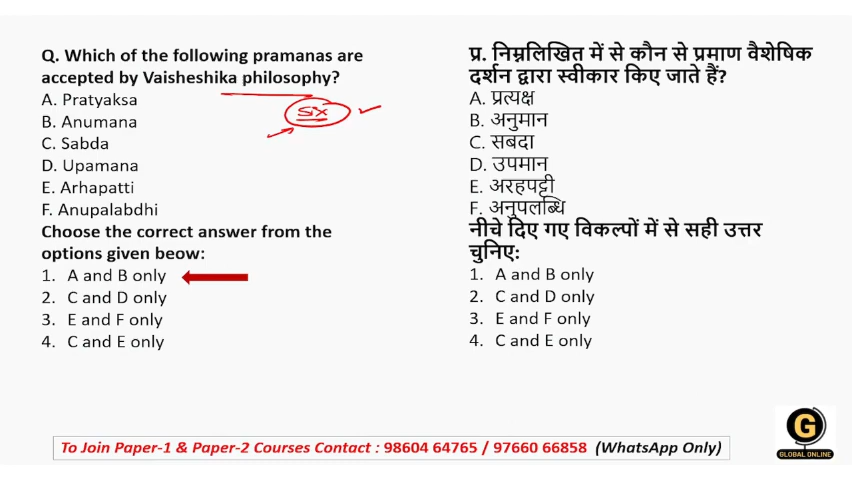 Q. Which of the following pramanas are
accepted by Vaisheshika philosophy?
A. Pratyaksa
B. Anumana
C. Sabda
D. Upamana
E. Arhapatti
F. Anupalabdhi
Choose the correct answer from the
options given beow:
1. A and B only
2. C and D only
3. E and F only
4. C and E only
six
प्र. निम्नलिखित में से कौन से प्रमाण वैशेषिक
दर्शन द्वारा स्वीकार किए जाते हैं?
A. प्रत्यक्ष
B. अनुमान
C. सबदा
D. उपमान
E. अरहपट्टी
F. अनुपलब्धि
नीचे दिए गए विकल्पों में से सही उत्तर
चुनिए:
1. A and B only
2. C and D only
3. E and F only
4. C and E only
To Join Paper-1 & Paper-2 Courses Contact : 98604 64765 / 97660 66858 (WhatsApp Only)
G
GLOBAL ONLINE